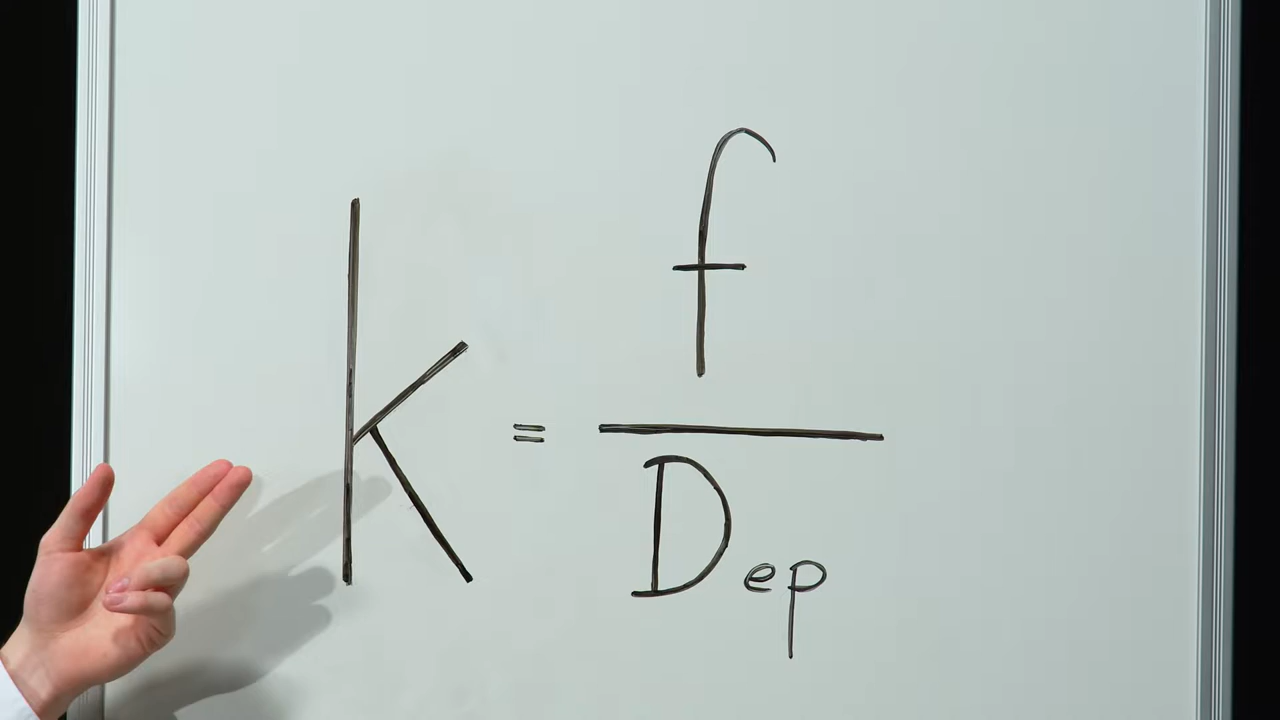 k = f / D_ep